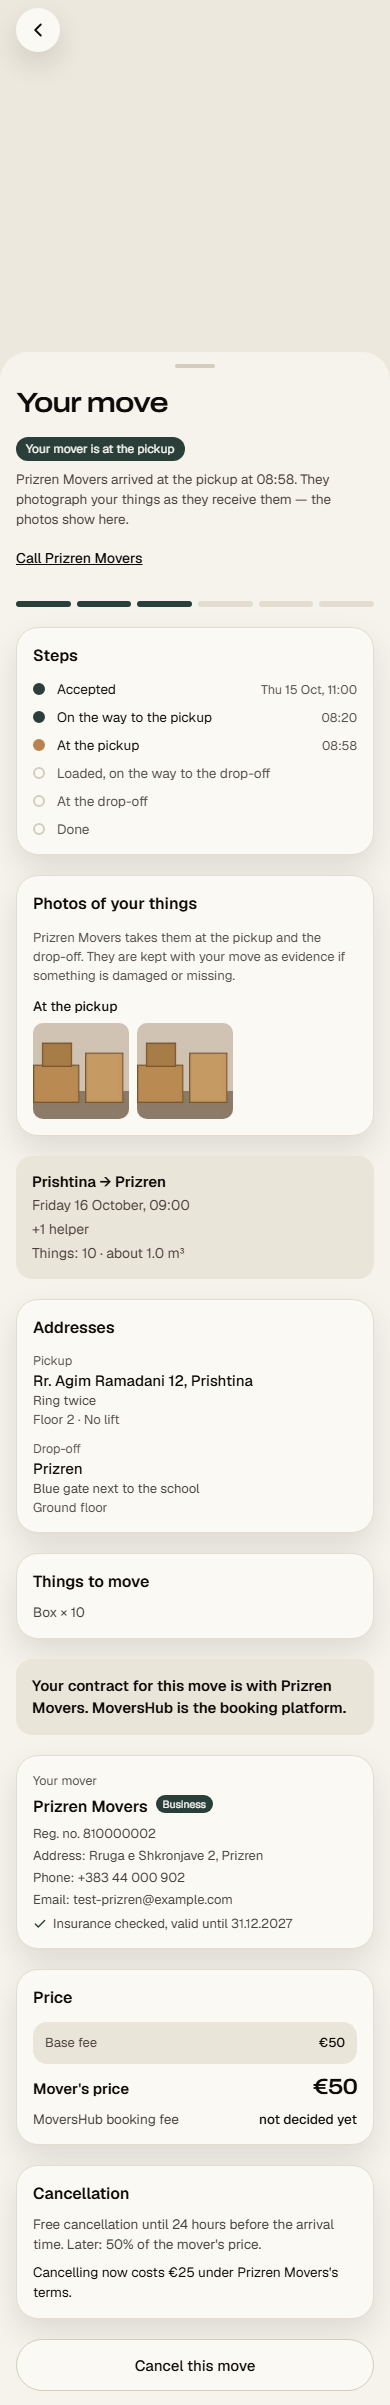 Your move
Your mover is at the pickup
Prizren Movers arrived at the pickup at 08:58. They
photograph your things as they receive them — the
photos show here.
Call Prizren Movers
Steps
Accepted Thu 15 Oct, 11:00
On the way to the pickup 08:20
At the pickup 08:58
Loaded, on the way to the drop-off
At the drop-off
Done
Photos of your things
Prizren Movers takes them at the pickup and the
drop-off. They are kept with your move as evidence if
something is damaged or missing.
At the pickup
Prishtina → Prizren
Friday 16 October, 09:00
+1 helper
Things: 10 · about 1.0 m³
Addresses
Pickup
Rr. Agim Ramadani 12, Prishtina
Ring twice
Floor 2 · No lift
Drop-off
Prizren
Blue gate next to the school
Ground floor
Things to move
Box × 10
Your contract for this move is with Prizren
Movers. MoversHub is the booking platform.
Your mover
Prizren Movers Business
Reg. no. 810000002
Address: Rruga e Shkronjave 2, Prizren
Phone: +383 44 000 902
Email: test-prizren@example.com
Insurance checked, valid until 31.12.2027
Price
Base fee €50
Mover's price €50
MoversHub booking fee not decided yet
Cancellation
Free cancellation until 24 hours before the arrival
time. Later: 50% of the mover's price.
Cancelling now costs €25 under Prizren Movers's
terms.
Cancel this move